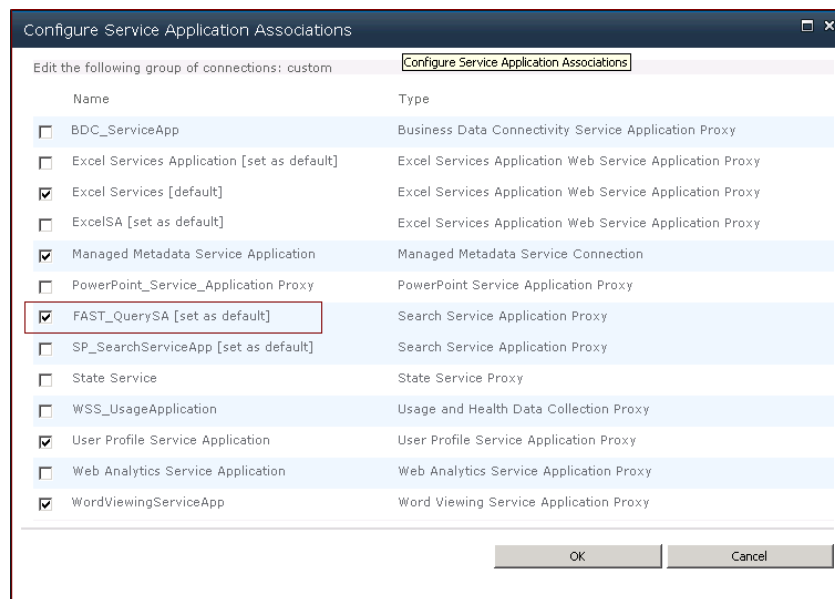 Configure Service Application Associations
Edit the following group of connections: custom
Configure Service Application Associations
Name Type
BDC_ServiceApp Business Data Connectivity Service Application Proxy
Excel Services Application [set as default] Excel Services Application Web Service Application Proxy
Excel Services [default] Excel Services Application Web Service Application Proxy
ExcelSA [set as default] Excel Services Application Web Service Application Proxy
Managed Metadata Service Application Managed Metadata Service Connection
PowerPoint_Service_Application Proxy PowerPoint Service Application Proxy
FAST_QuerySA [set as default] Search Service Application Proxy
SP_SearchServiceApp [set as default] Search Service Application Proxy
State Service State Service Proxy
WSS_UsageApplication Usage and Health Data Collection Proxy
User Profile Service Application User Profile Service Application Proxy
Web Analytics Service Application Web Analytics Service Application Proxy
WordViewingServiceApp Word Viewing Service Application Proxy
OK Cancel